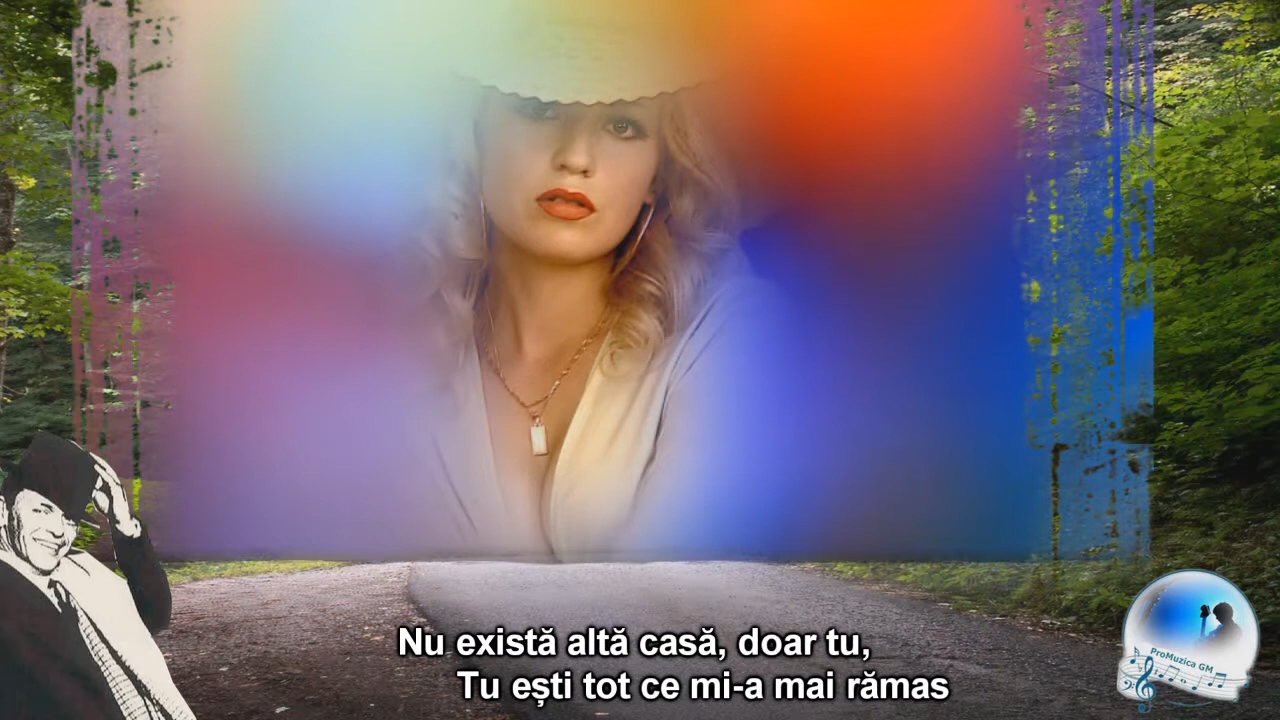 Nu există altă casă, doar tu,
Tu ești tot ce mi-a mai rămas
ProMuzica GM